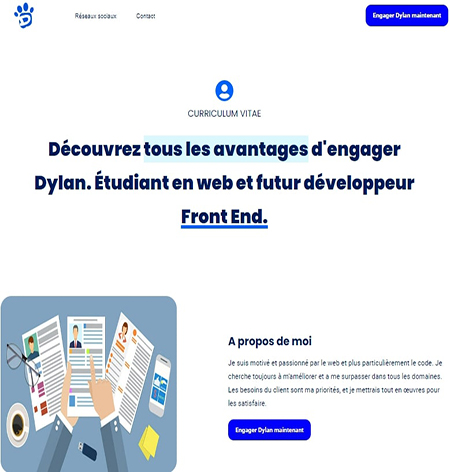 Réseaux sociaux
Contact
Engager Dylan maintenant
CURRICULUM VITAE
Découvrez tous les avantages d'engager
Dylan. Étudiant en web et futur développeur
Front End.
A propos de moi
Je suis motivé et passionné par le web et plus particulièrement le code. Je
cherche toujours à m'améliorer et a me surpasser dans tous les domaines.
Les besoins du client sont ma priorités, et je mettrais tout en œuvres pour
les satisfaire.
Engager Dylan maintenant